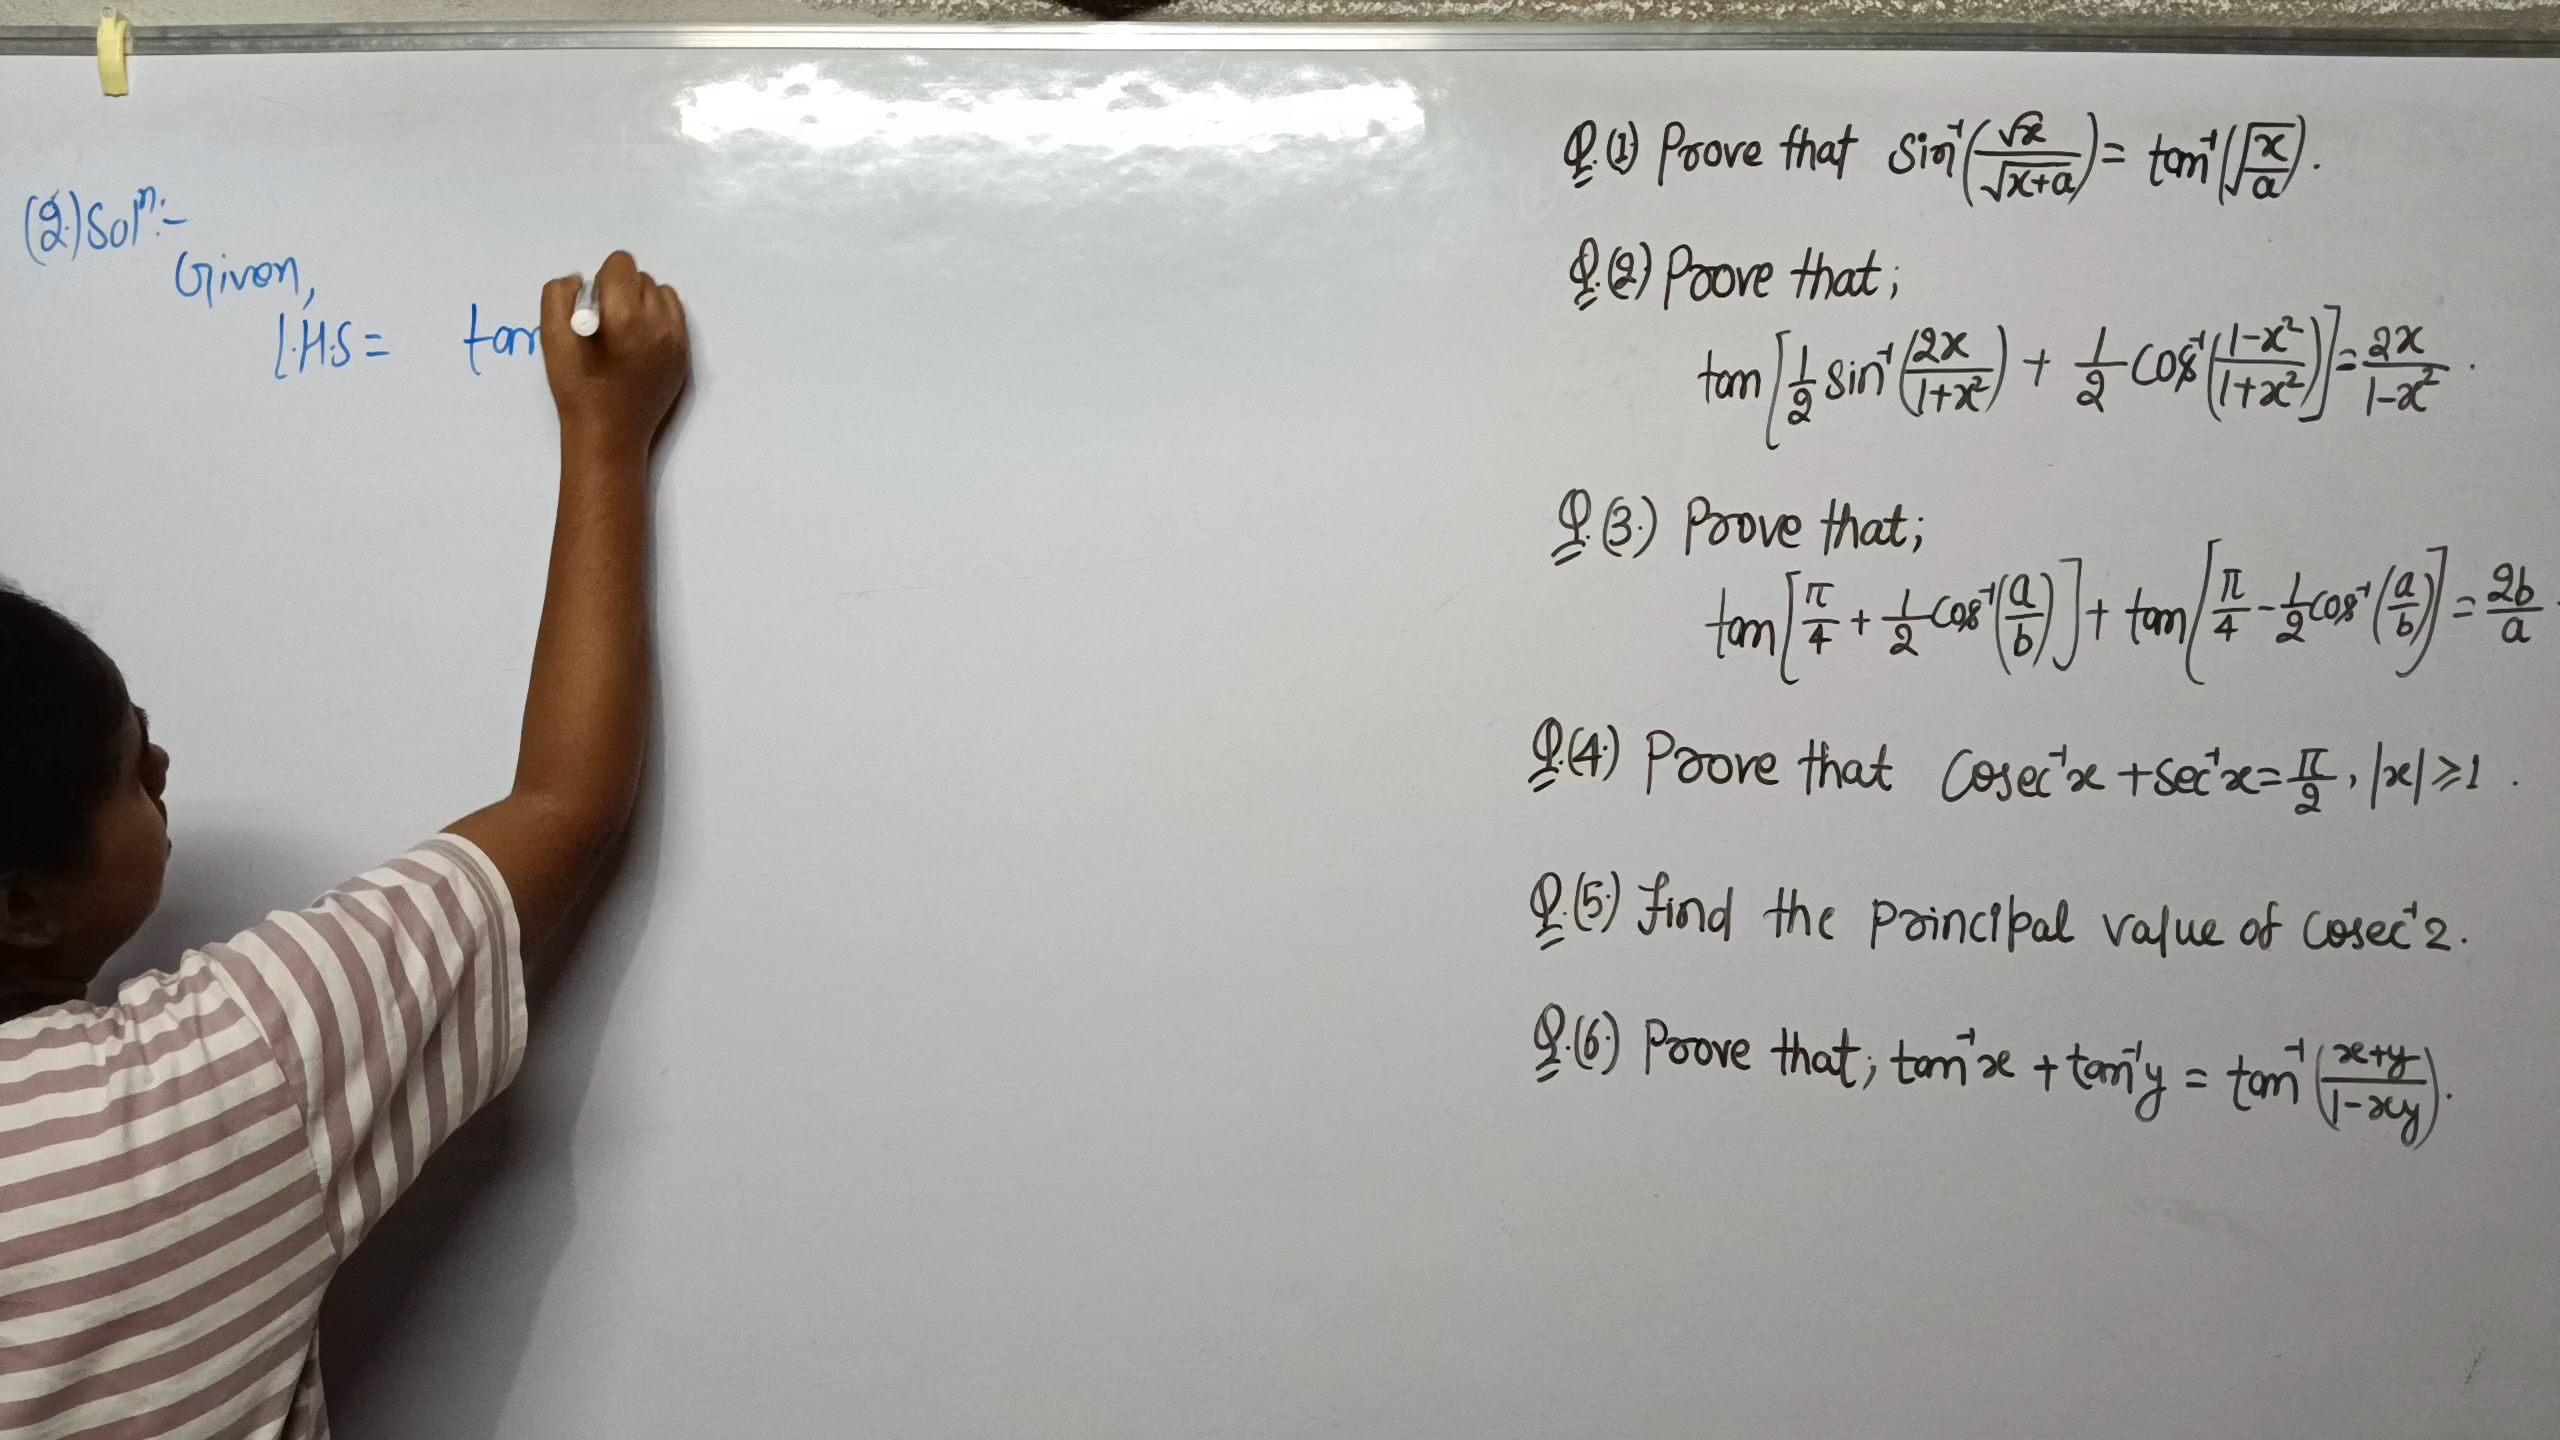 (2.) Solⁿ:-
Given,
L.H.S = tan
Q.(1) Prove that sin⁻¹(√x/√x+a) = tan⁻¹(√x/a).
Q.(2) Prove that;
tan[1/2 sin⁻¹(2x/1+x²) + 1/2 cos⁻¹(1-x²/1+x²)] = 2x/1-x².
Q.(3.) Prove that;
tan[π/4 + 1/2 cos⁻¹(a/b)] + tan[π/4 - 1/2 cos⁻¹(a/b)] = 2b/a.
Q.(4.) Prove that Cosec⁻¹x + sec⁻¹x = π/2, |x| ≥ 1.
Q.(5.) find the principal value of cosec⁻¹2.
Q.(6.) Prove that; tan⁻¹x + tan⁻¹y = tan⁻¹(x+y/1-xy).